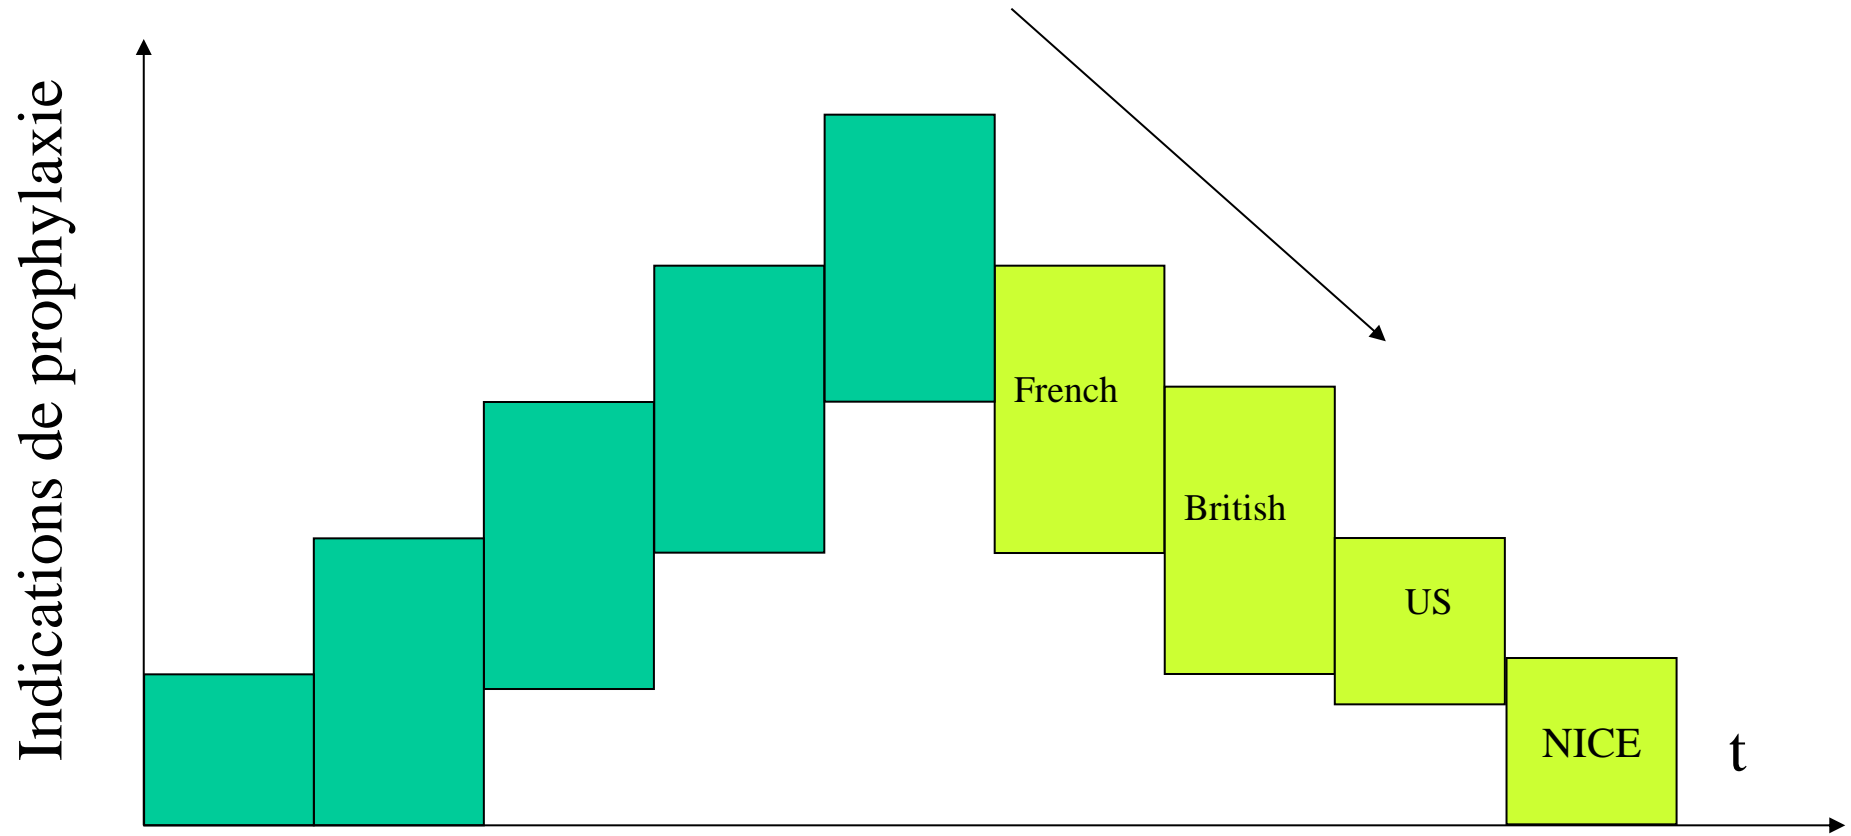 Indications de prophylaxie
French
British
US
NICE
t